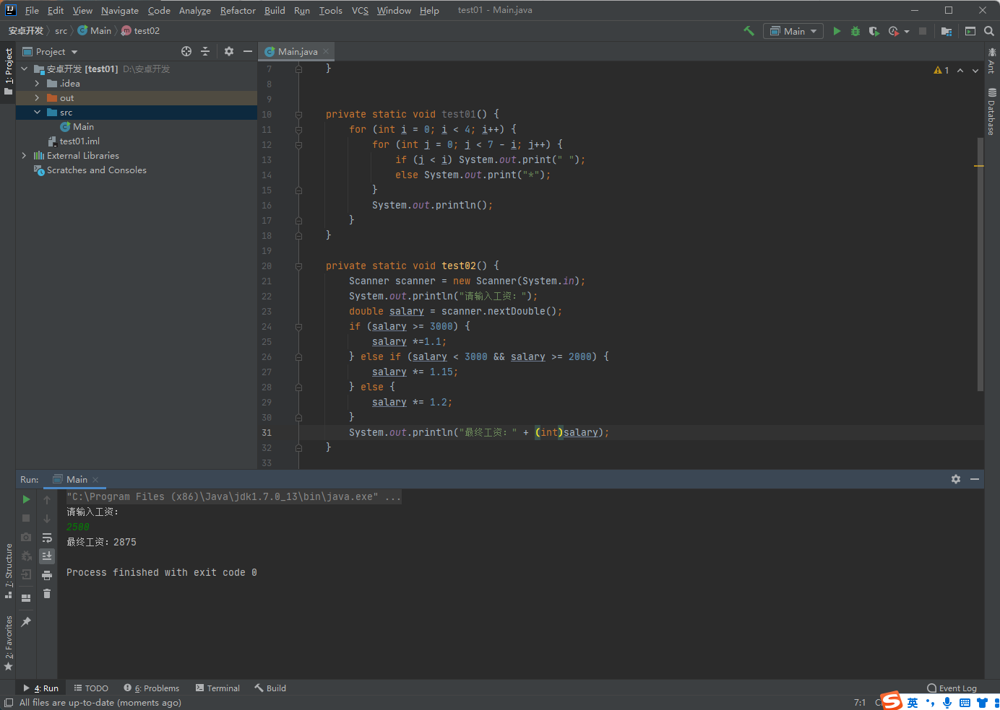 File Edit View Navigate Code Analyze Refactor Build Run Tools VCS Window Help test01 - Main.java
安卓开发 src Main test02 Main
1: Project
Project
Main.java
安卓开发 [test01] D:\安卓开发
.idea
out
src
Main
test01.iml
External Libraries
Scratches and Consoles
1
Ant
Database
7 }
8
9
10 private static void test01() {
11 for (int i = 0; i < 4; i++) {
12 for (int j = 0; j < 7 - i; j++) {
13 if (j < i) System.out.print(" ");
14 else System.out.print("*");
15 }
16 System.out.println();
17 }
18 }
19
20 private static void test02() {
21 Scanner scanner = new Scanner(System.in);
22 System.out.println("请输入工资：");
23 double salary = scanner.nextDouble();
24 if (salary >= 3000) {
25 salary *=1.1;
26 } else if (salary < 3000 && salary >= 2000) {
27 salary *= 1.15;
28 } else {
29 salary *= 1.2;
30 }
31 System.out.println("最终工资：" + (int)salary);
32 }
33
Run: Main
"C:\Program Files (x86)\Java\jdk1.7.0_13\bin\java.exe" ...
请输入工资：
2500
最终工资：2875
Process finished with exit code 0
7: Structure
2: Favorites
4: Run TODO 6: Problems Terminal Build Event Log
All files are up-to-date (moments ago) 7:1 英